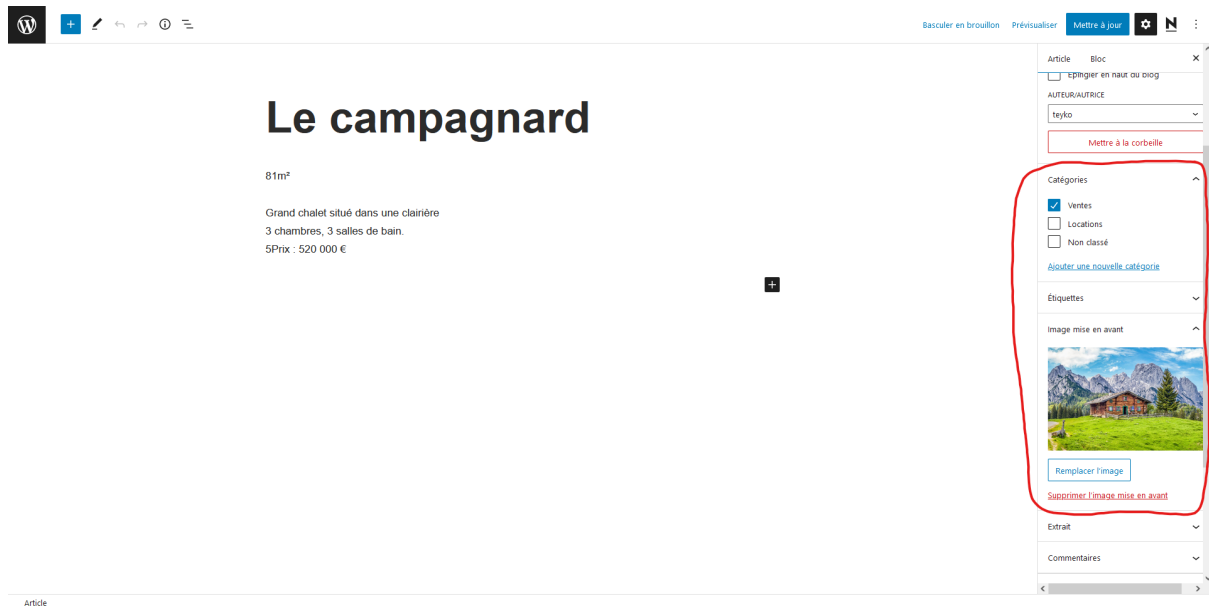 Basculer en brouillon Prévisualiser Mettre à jour
Article Bloc
Épingler en haut du blog
AUTEUR/AUTRICE
teyko
Mettre à la corbeille
Le campagnard
81m²
Grand chalet situé dans une clairière
3 chambres, 3 salles de bain.
5Prix : 520 000 €
Catégories
Ventes
Locations
Non classé
Ajouter une nouvelle catégorie
Étiquettes
Image mise en avant
Remplacer l'image
Supprimer l'image mise en avant
Extrait
Commentaires
Article